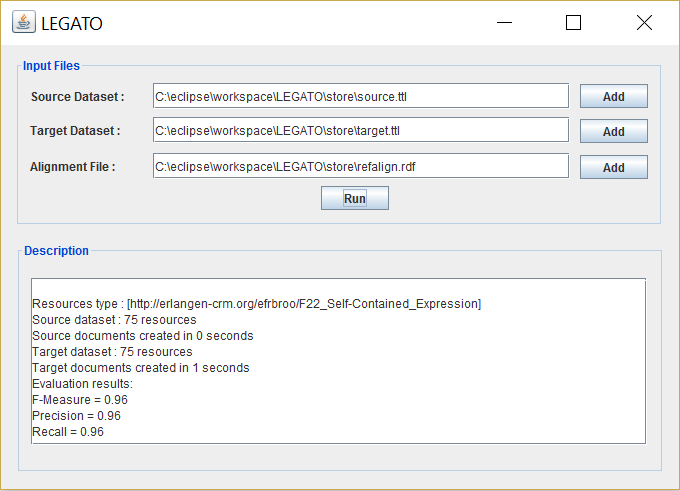 LEGATO
Input Files
Source Dataset : C:\eclipse\workspace\LEGATO\store\source.ttl Add
Target Dataset : C:\eclipse\workspace\LEGATO\store\target.ttl Add
Alignment File : C:\eclipse\workspace\LEGATO\store\refalign.rdf Add
Run
Description
Resources type : [http://erlangen-crm.org/efrbroo/F22_Self-Contained_Expression]
Source dataset : 75 resources
Source documents created in 0 seconds
Target dataset : 75 resources
Target documents created in 1 seconds
Evaluation results:
F-Measure = 0.96
Precision = 0.96
Recall = 0.96